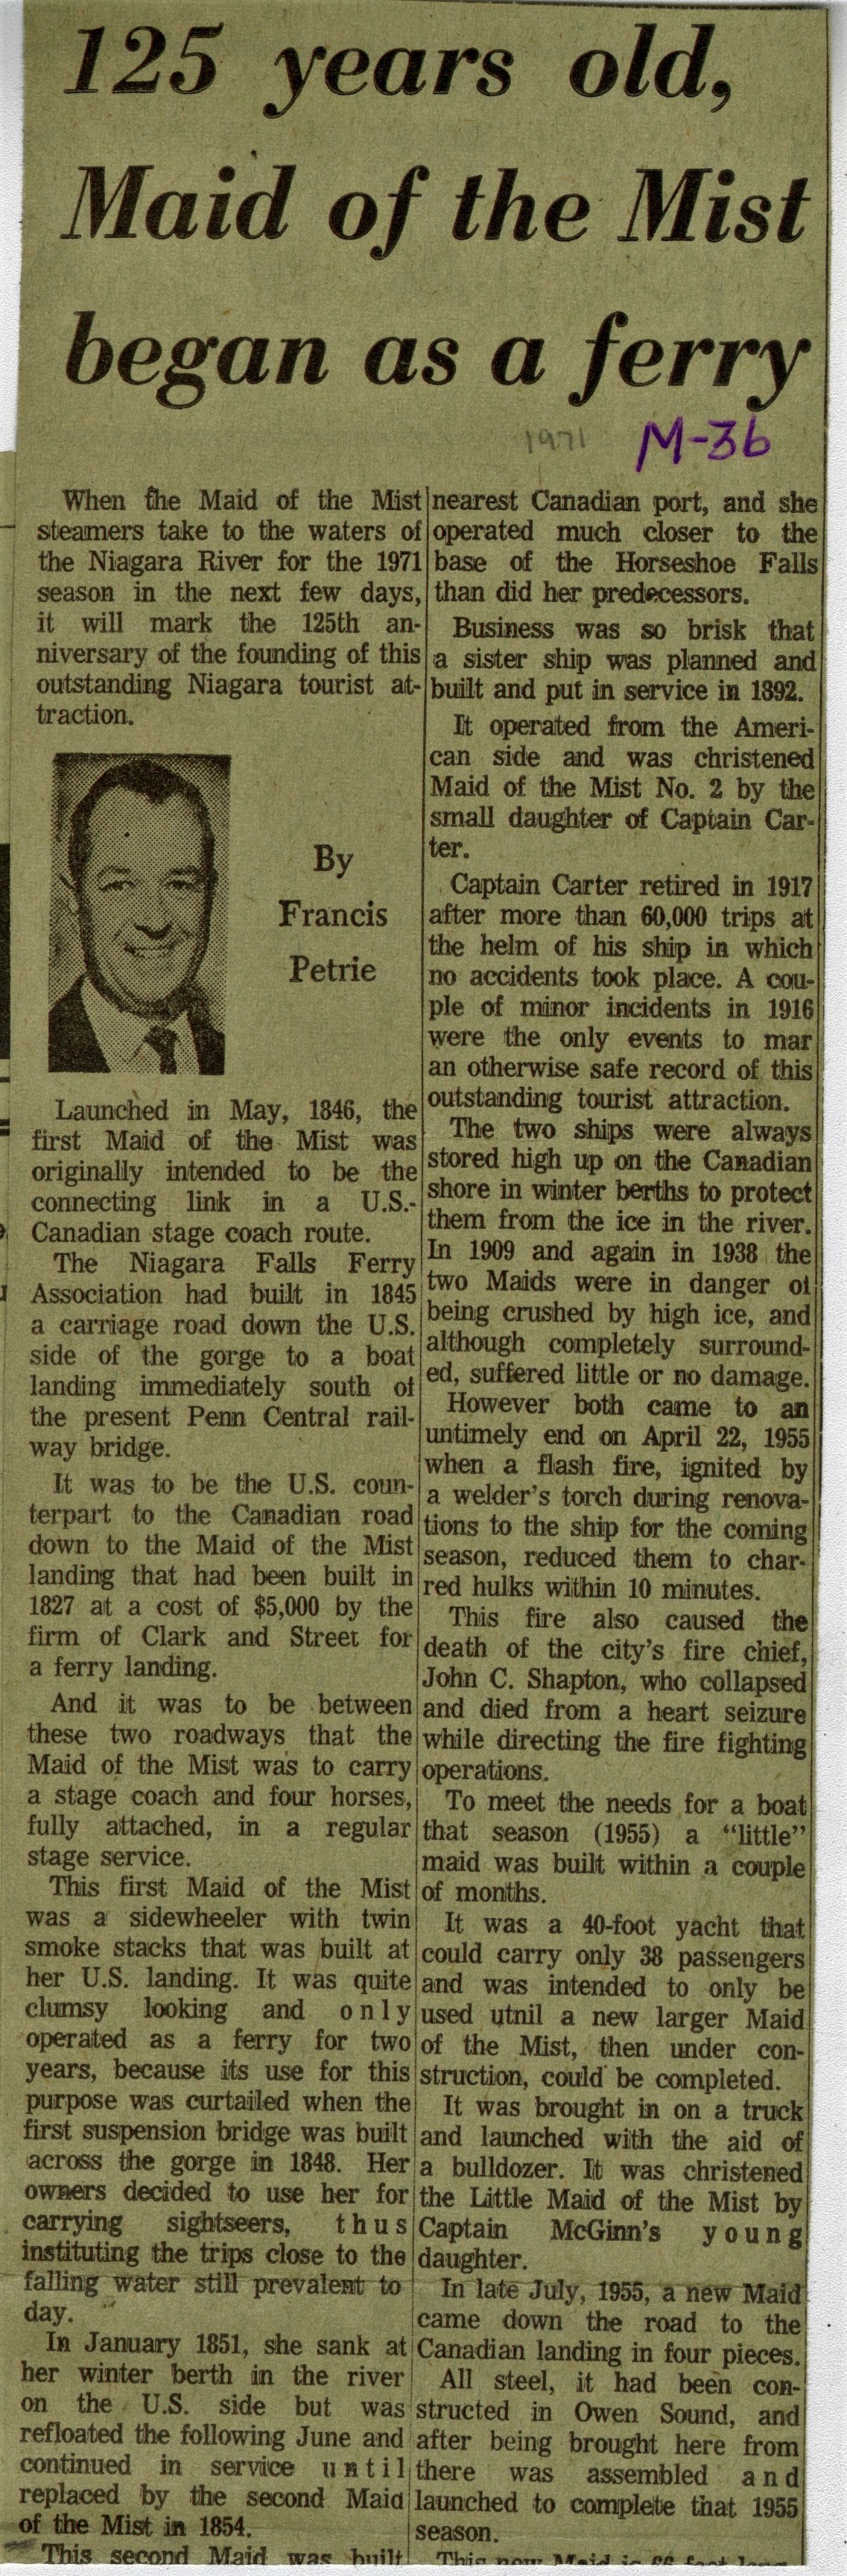 125 years old,
Maid of the Mist
began as a ferry
1971 M-36
When the Maid of the Mist
steamers take to the waters of
the Niagara River for the 1971
season in the next few days,
it will mark the 125th an-
niversary of the founding of this
outstanding Niagara tourist at-
traction.
By
Francis
Petrie
Launched in May, 1846, the
first Maid of the Mist was
originally intended to be the
connecting link in a U.S.-
Canadian stage coach route.
The Niagara Falls Ferry
Association had built in 1845
a carriage road down the U.S.
side of the gorge to a boat
landing immediately south of
the present Penn Central rail-
way bridge.
It was to be the U.S. coun-
terpart to the Canadian road
down to the Maid of the Mist
landing that had been built in
1827 at a cost of $5,000 by the
firm of Clark and Street for
a ferry landing.
And it was to be between
these two roadways that the
Maid of the Mist was to carry
a stage coach and four horses,
fully attached, in a regular
stage service.
This first Maid of the Mist
was a sidewheeler with twin
smoke stacks that was built at
her U.S. landing. It was quite
clumsy looking and only
operated as a ferry for two
years, because its use for this
purpose was curtailed when the
first suspension bridge was built
across the gorge in 1848. Her
owners decided to use her for
carrying sightseers, thus
instituting the trips close to the
falling water still prevalent to
day.
In January 1851, she sank at
her winter berth in the river
on the U.S. side but was
refloated the following June and
continued in service until
replaced by the second Maid
of the Mist in 1854.
This second Maid was built
nearest Canadian port, and she
operated much closer to the
base of the Horseshoe Falls
than did her predecessors.
Business was so brisk that
a sister ship was planned and
built and put in service in 1892.
It operated from the Ameri-
can side and was christened
Maid of the Mist No. 2 by the
small daughter of Captain Car-
ter.
Captain Carter retired in 1917
after more than 60,000 trips at
the helm of his ship in which
no accidents took place. A cou-
ple of minor incidents in 1916
were the only events to mar
an otherwise safe record of this
outstanding tourist attraction.
The two ships were always
stored high up on the Canadian
shore in winter berths to protect
them from the ice in the river.
In 1909 and again in 1938 the
two Maids were in danger of
being crushed by high ice, and
although completely surround-
ed, suffered little or no damage.
However both came to an
untimely end on April 22, 1955
when a flash fire, ignited by
a welder's torch during renova-
tions to the ship for the coming
season, reduced them to char-
red hulks within 10 minutes.
This fire also caused the
death of the city's fire chief,
John C. Shapton, who collapsed
and died from a heart seizure
while directing the fire fighting
operations.
To meet the needs for a boat
that season (1955) a "little"
maid was built within a couple
of months.
It was a 40-foot yacht that
could carry only 38 passengers
and was intended to only be
used utnil a new larger Maid
of the Mist, then under con-
struction, could be completed.
It was brought in on a truck
and launched with the aid of
a bulldozer. It was christened
the Little Maid of the Mist by
Captain McGinn's young
daughter.
In late July, 1955, a new Maid
came down the road to the
Canadian landing in four pieces.
All steel, it had been con-
structed in Owen Sound, and
after being brought here from
there was assembled and
launched to complete that 1955
season.
This new Maid is 66 feet long